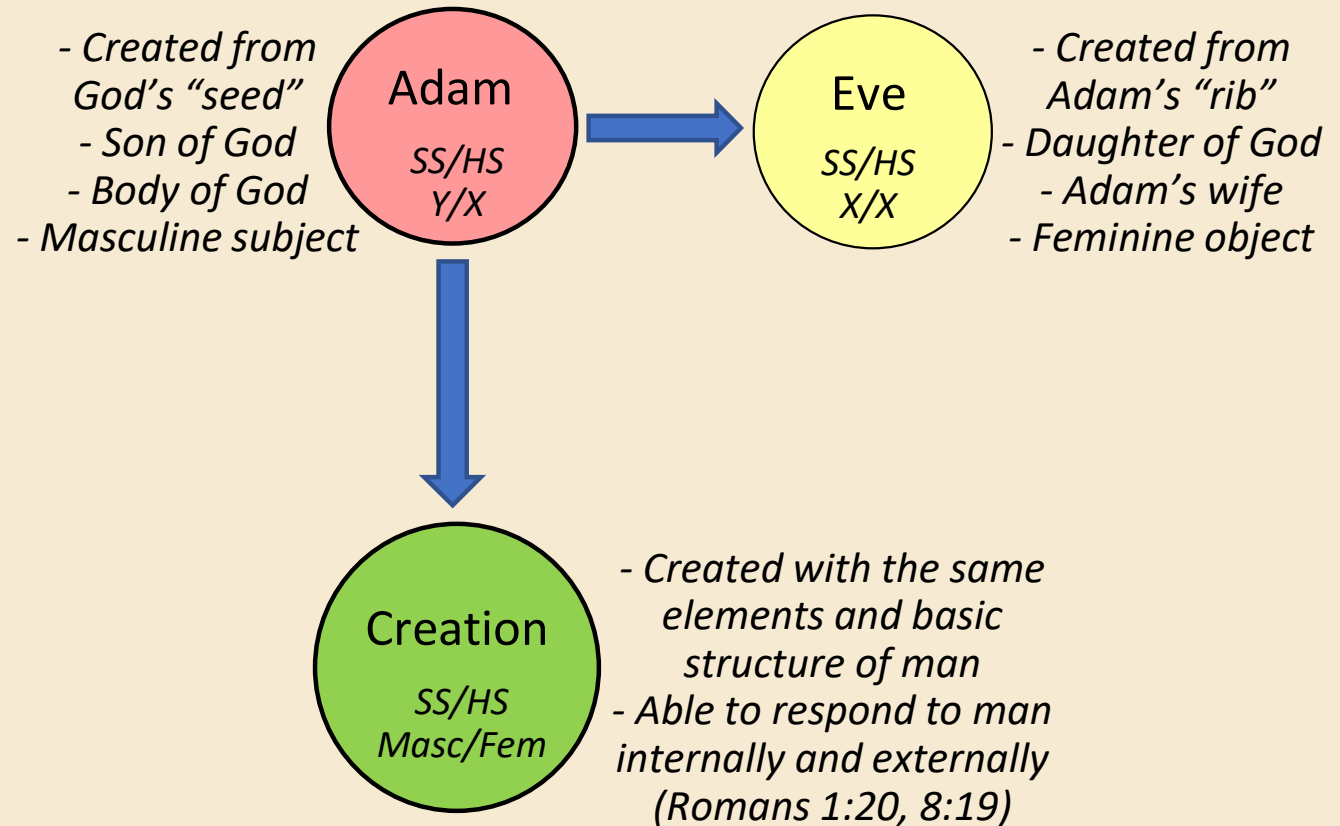 - Created from
God’s “seed”
- Son of God
- Body of God
- Masculine subject
Adam
SS/HS
Y/X
Eve
SS/HS
X/X
- Created from
Adam’s “rib”
- Daughter of God
- Adam’s wife
- Feminine object
Creation
SS/HS
Masc/Fem
- Created with the same
elements and basic
structure of man
- Able to respond to man
internally and externally
(Romans 1:20, 8:19)